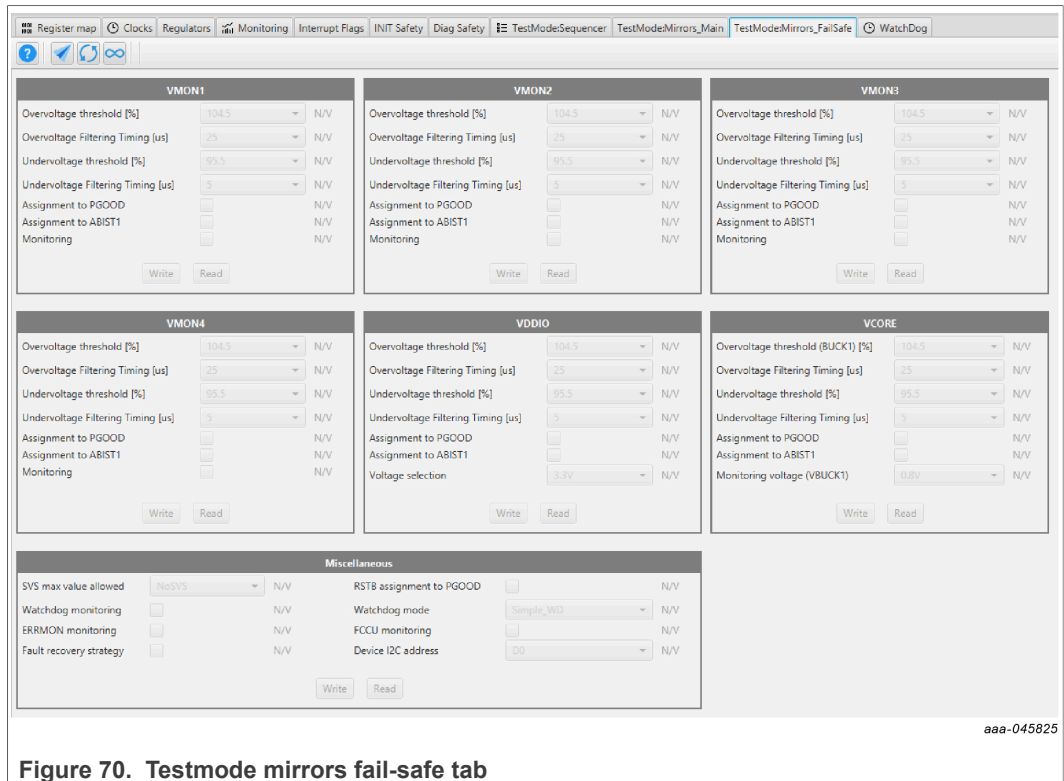 Register map Clocks Regulators Monitoring Interrupt Flags INIT Safety Diag Safety TestMode:Sequencer TestMode:Mirrors_Main TestMode:Mirrors_FailSafe WatchDog
VMON1
Overvoltage threshold [%] 104.5 N/V
Overvoltage Filtering Timing [us] 25 N/V
Undervoltage threshold [%] 95.5 N/V
Undervoltage Filtering Timing [us] 5 N/V
Assignment to PGOOD N/V
Assignment to ABIST1 N/V
Monitoring N/V
Write Read
VMON2
Overvoltage threshold [%] 104.5 N/V
Overvoltage Filtering Timing [us] 25 N/V
Undervoltage threshold [%] 95.5 N/V
Undervoltage Filtering Timing [us] 5 N/V
Assignment to PGOOD N/V
Assignment to ABIST1 N/V
Monitoring N/V
Write Read
VMON3
Overvoltage threshold [%] 104.5 N/V
Overvoltage Filtering Timing [us] 25 N/V
Undervoltage threshold [%] 95.5 N/V
Undervoltage Filtering Timing [us] 5 N/V
Assignment to PGOOD N/V
Assignment to ABIST1 N/V
Monitoring N/V
Write Read
VMON4
Overvoltage threshold [%] 104.5 N/V
Overvoltage Filtering Timing [us] 25 N/V
Undervoltage threshold [%] 95.5 N/V
Undervoltage Filtering Timing [us] 5 N/V
Assignment to PGOOD N/V
Assignment to ABIST1 N/V
Monitoring N/V
Write Read
VDDIO
Overvoltage threshold [%] 104.5 N/V
Overvoltage Filtering Timing [us] 25 N/V
Undervoltage threshold [%] 95.5 N/V
Undervoltage Filtering Timing [us] 5 N/V
Assignment to PGOOD N/V
Assignment to ABIST1 N/V
Voltage selection 3.3V N/V
Write Read
VCORE
Overvoltage threshold (BUCK1) [%] 104.5 N/V
Overvoltage Filtering Timing [us] 25 N/V
Undervoltage threshold [%] 95.5 N/V
Undervoltage Filtering Timing [us] 5 N/V
Assignment to PGOOD N/V
Assignment to ABIST1 N/V
Monitoring voltage (VBUCK1) 0.8V N/V
Write Read
Miscellaneous
SVS max value allowed NoSVS N/V RSTB assignment to PGOOD N/V
Watchdog monitoring N/V Watchdog mode Simple_WD N/V
ERRMON monitoring N/V FCCU monitoring N/V
Fault recovery strategy N/V Device I2C address D0 N/V
Write Read
aaa-045825
Figure 70. Testmode mirrors fail-safe tab